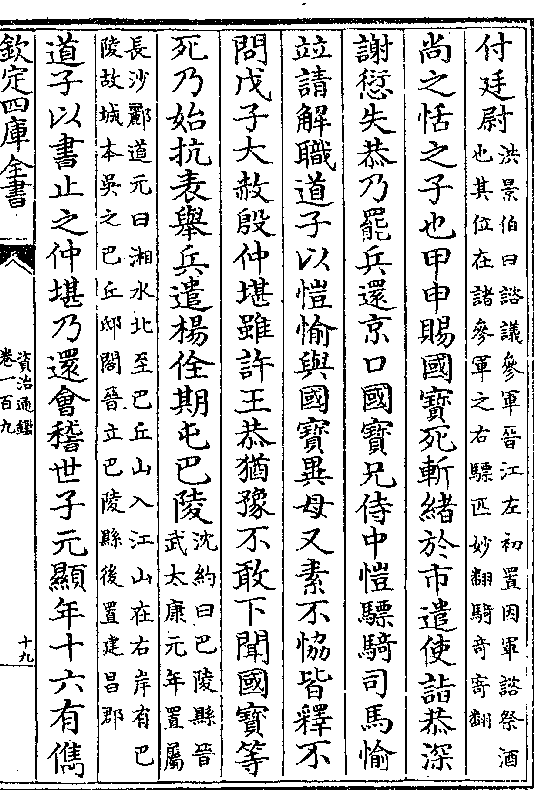 付廷尉洪景伯曰諮議參軍晉江左初置因軍諮祭酒
也其位在諸參軍之右驃匹妙翻騎奇寄翻
尚之恬之子也甲申賜國寶死斬緒於市遣使詣恭深
謝愆失恭乃罷兵還京口國寶兄侍中愷驃騎司馬愉
竝請解職道子以愷愉與國寶異母又素不恊皆釋不
問戊子大赦殷仲堪雖許王恭猶豫不敢下聞國寶等
死乃始抗表舉兵遣楊佺期屯巴陵沈約曰巴陵縣晉
武太康元年置屬
長沙酈道元曰湘水北至巴丘山入江山在右岸有巴
陵故城本吳之巴丘邸閣晉立巴陵縣後置建昌郡
道子以書止之仲堪乃還會稽世子元顯年十六有儁
欽定四庫全書
資治通鑑
卷一百九
十九